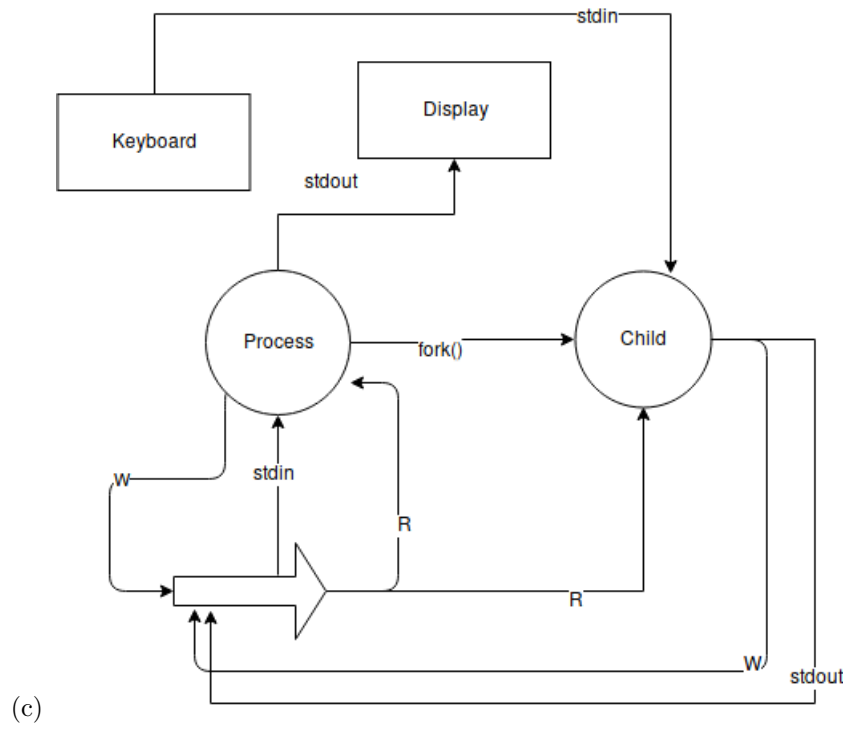 stdin
Display
Keyboard
stdout
Process
Child
fork()
stdin
W
R
R
W
stdout
(c)